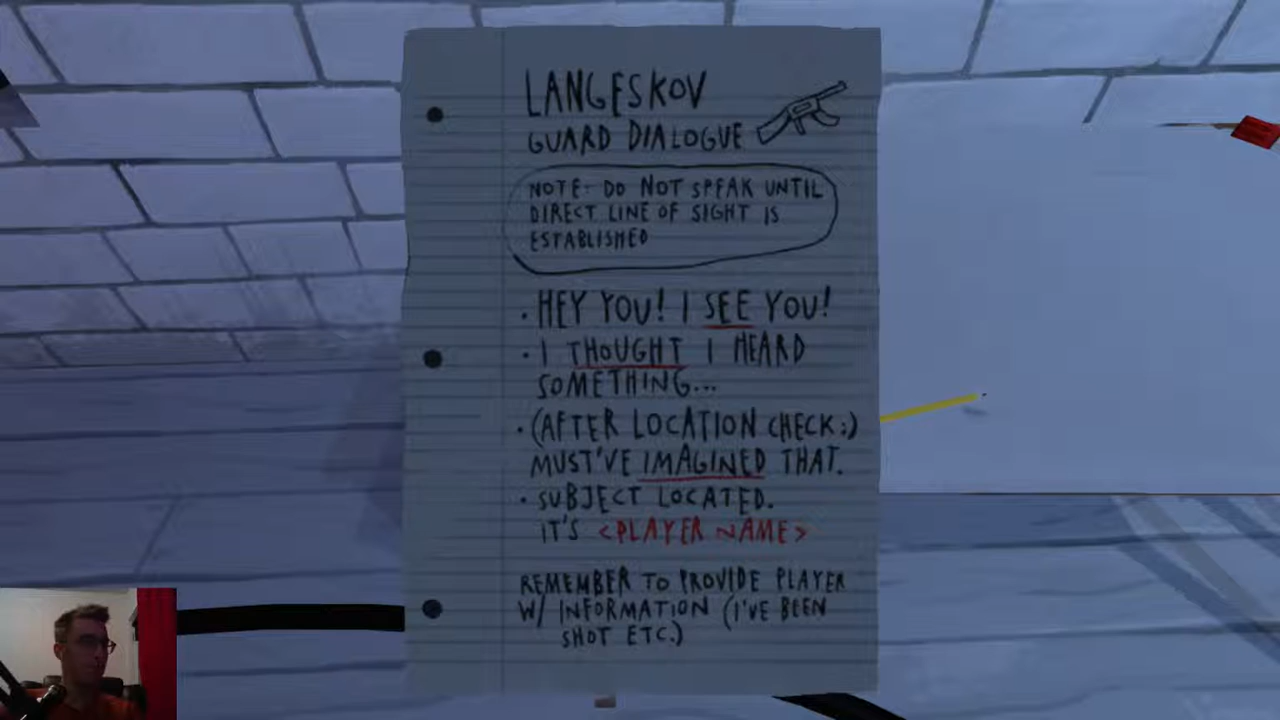 LANGESKOV
GUARD DIALOGUE
NOTE: DO NOT SPEAK UNTIL
DIRECT LINE OF SIGHT IS
ESTABLISHED
• HEY YOU! I SEE YOU!
• I THOUGHT I HEARD
SOMETHING...
• (AFTER LOCATION CHECK:)
MUST'VE IMAGINED THAT.
• SUBJECT LOCATED.
IT'S <PLAYER NAME>
REMEMBER TO PROVIDE PLAYER
W/ INFORMATION (I'VE BEEN
SHOT ETC.)